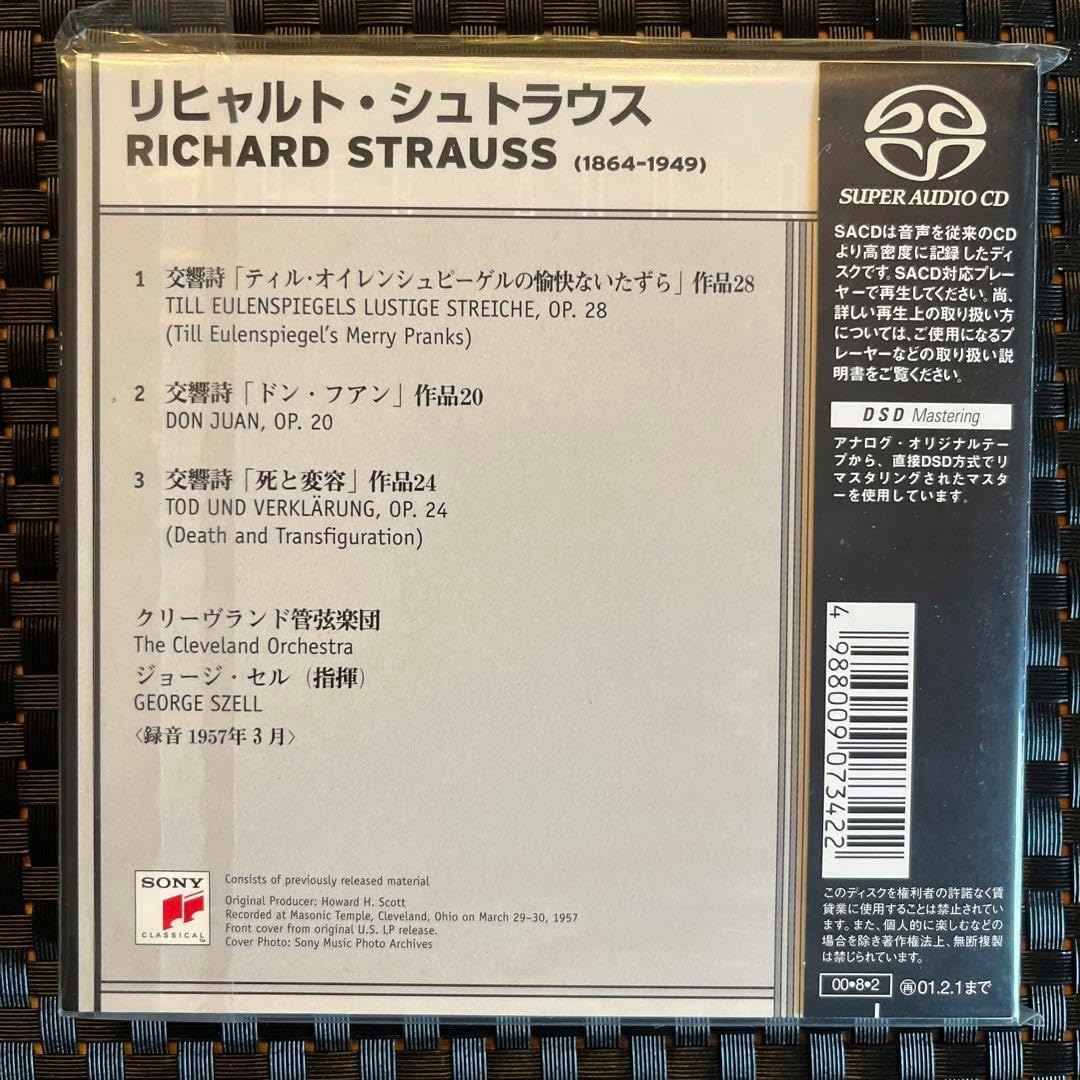 リヒャルト・シュトラウス
RICHARD STRAUSS (1864-1949)
1 交響詩「ティル・オイレンシュピーゲルの愉快ないたずら」作品28
TILL EULENSPIEGELS LUSTIGE STREICHE, OP. 28
(Till Eulenspiegel's Merry Pranks)
2 交響詩「ドン・フアン」作品20
DON JUAN, OP. 20
3 交響詩「死と変容」作品24
TOD UND VERKLÄRUNG, OP. 24
(Death and Transfiguration)
クリーヴランド管弦楽団
The Cleveland Orchestra
ジョージ・セル (指揮)
GEORGE SZELL
〈録音 1957年 3 月〉
SONY
CLASSICAL™
Consists of previously released material
Original Producer: Howard H. Scott
Recorded at Masonic Temple, Cleveland, Ohio on March 29-30, 1957
Front cover from original U.S. LP release.
Cover Photo: Sony Music Photo Archives
SUPER AUDIO CD
SACDは音声を従来のCD
より高密度に記録したディ
スクです。SACD対応プレー
ヤーで再生してください。尚、
詳しい再生上の取り扱い方
については、ご使用になるプ
レーヤーなどの取り扱い説
明書をご覧ください。
DSD Mastering
アナログ・オリジナルテー
プから、直接DSD方式でリ
マスタリングされたマスタ
ーを使用しています。
4 988009 073422
このディスクを権利者の許諾なく賃
貸業に使用することは禁止されてい
ます。また、個人的に楽しむなどの
場合を除き著作権法上、無断複製
は禁じられています。
00•8•2 ㊞01.2.1まで